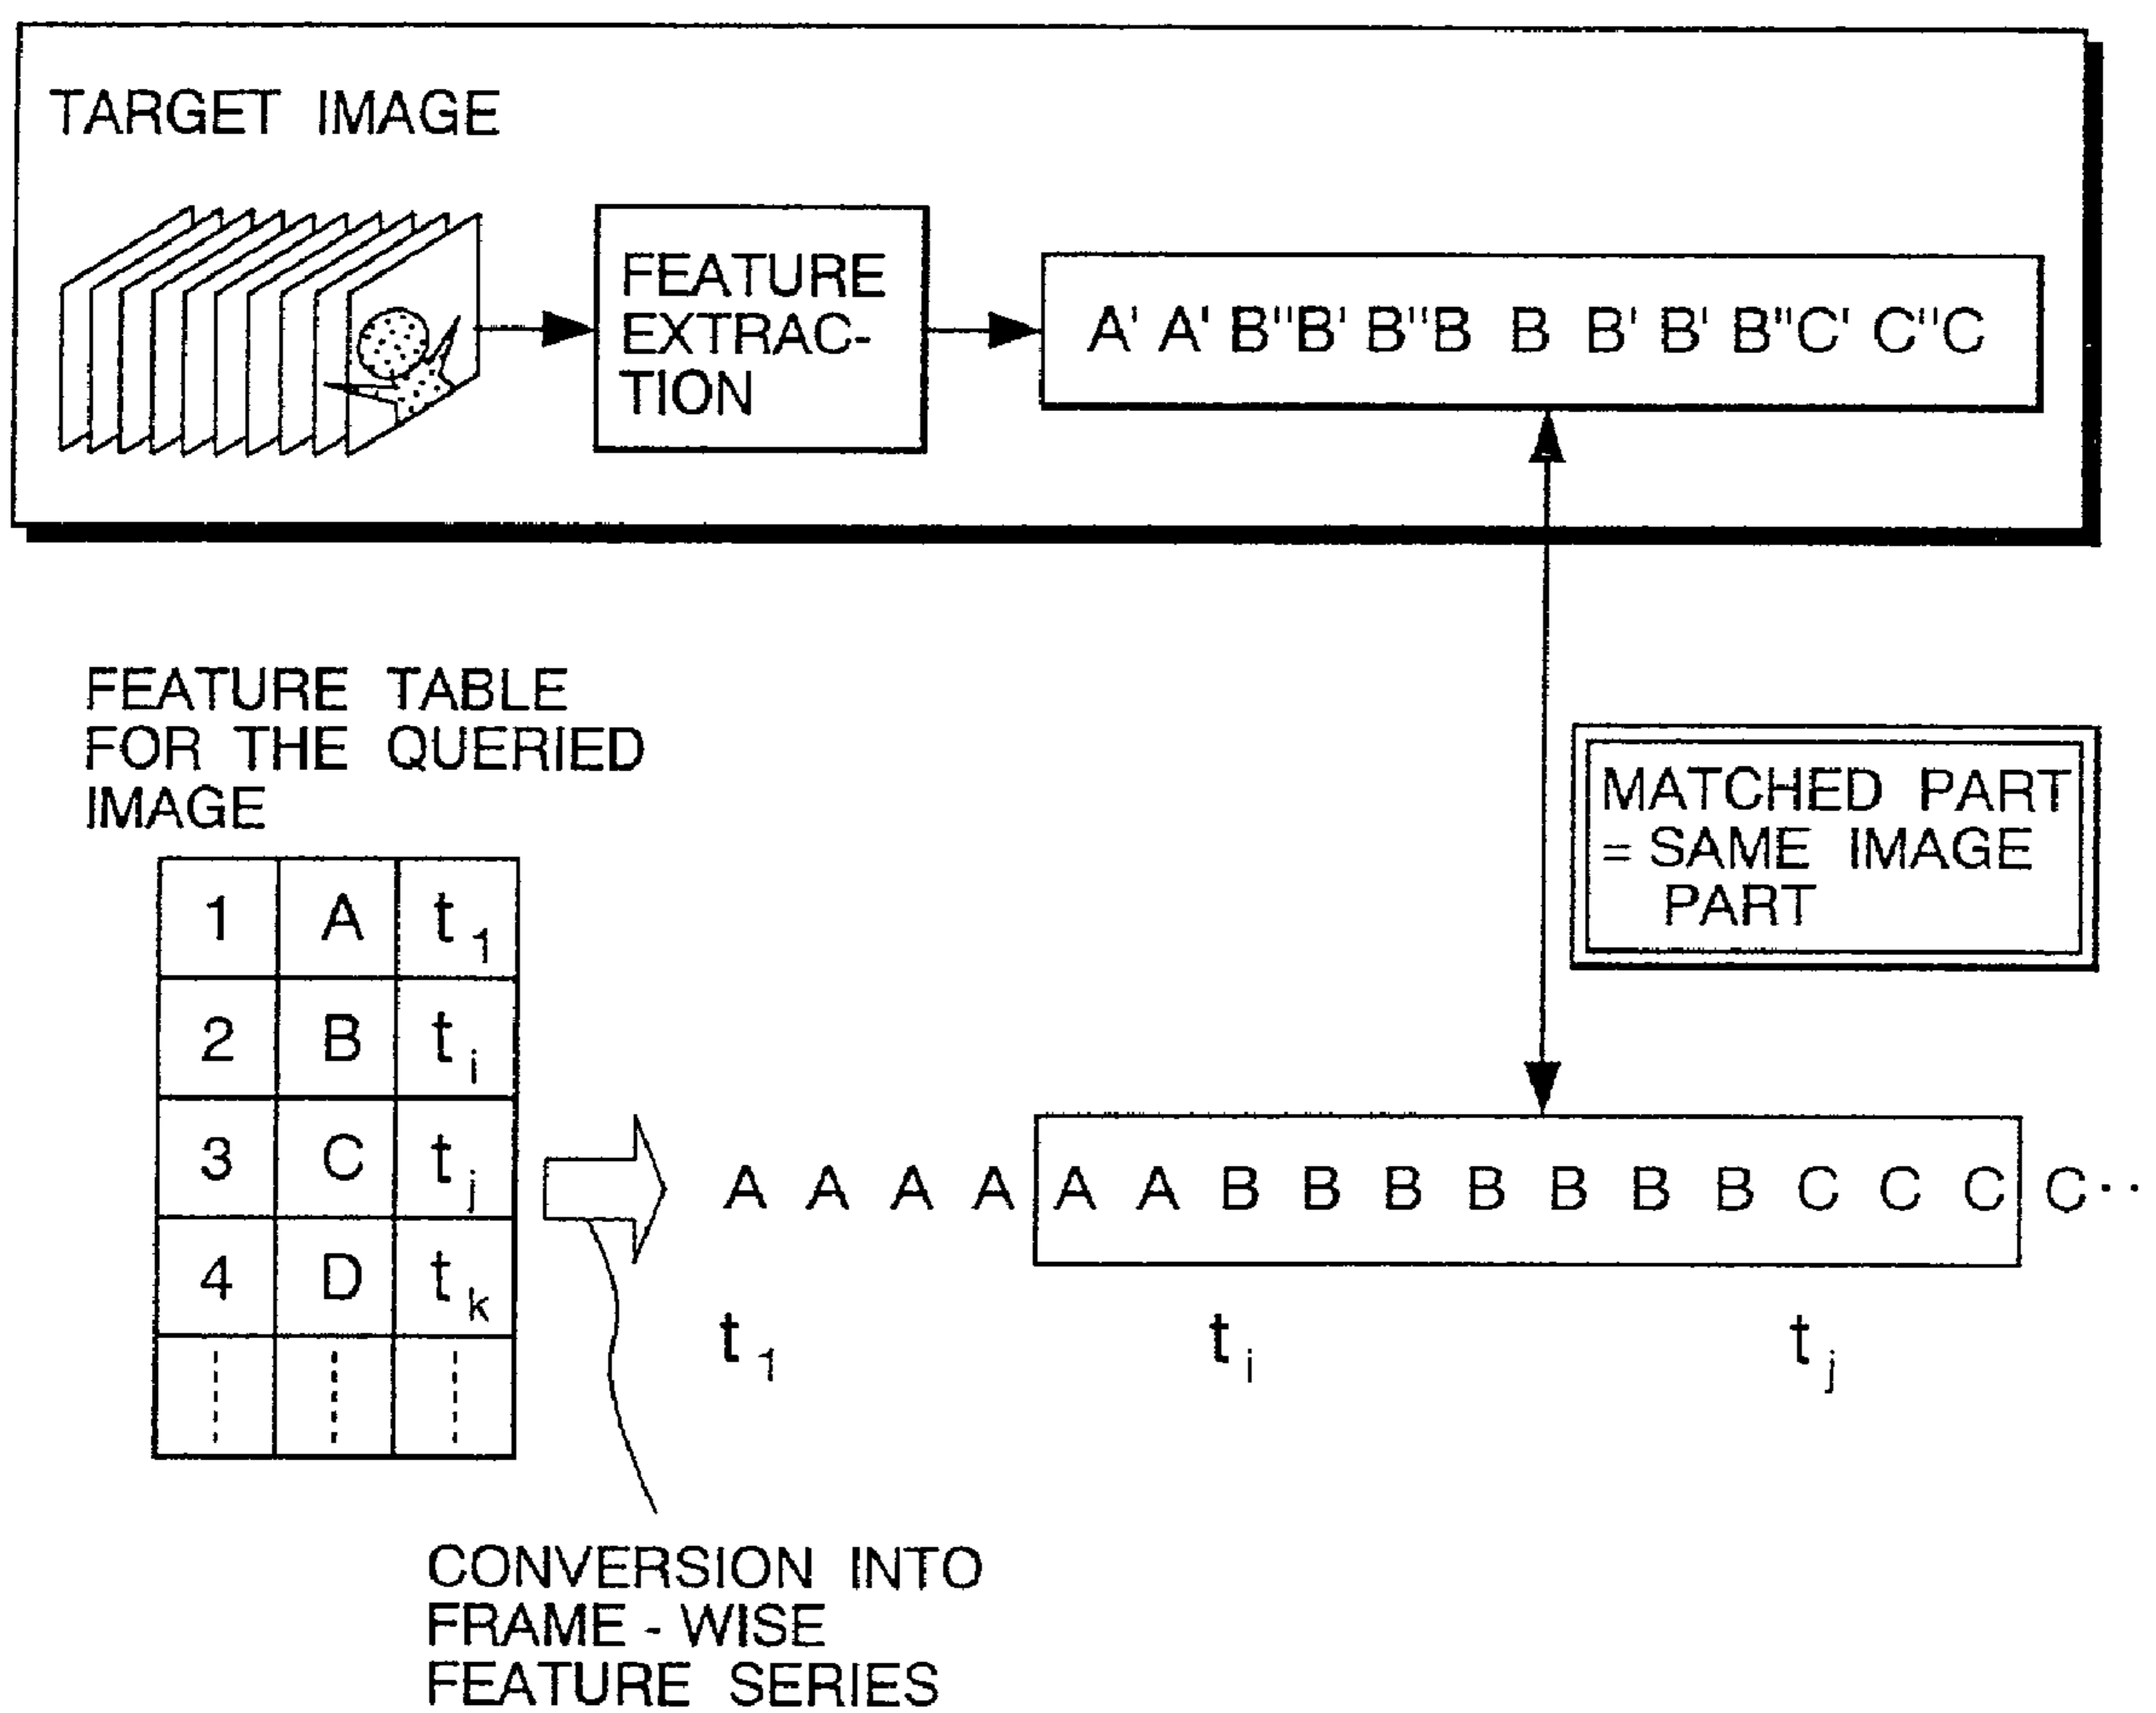 TARGET IMAGE
FEATURE
EXTRAC-
TION
A' A' B''B' B''B B B' B' B''C' C''C
FEATURE TABLE
FOR THE QUERIED
IMAGE
MATCHED PART
= SAME IMAGE
PART
1 A t1
2 B ti
3 C tj
4 D tk
A A A A A A B B B B B B B C C C C··
t1 ti tj
CONVERSION INTO
FRAME - WISE
FEATURE SERIES